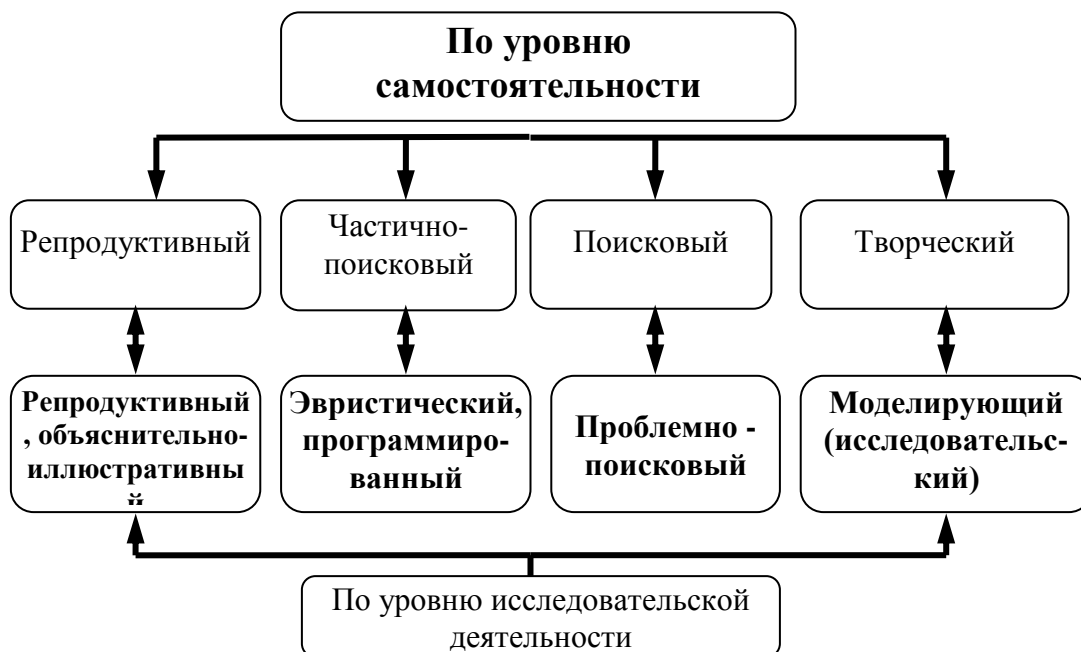 По уровню
самостоятельности
Репродуктивный
Частично-
поисковый
Поисковый
Творческий
Репродуктивный
, объяснительно-
иллюстративны
й
Эвристический,
программиро-
ванный
Проблемно -
поисковый
Моделирующий
(исследовательс-
кий)
По уровню исследовательской
деятельности